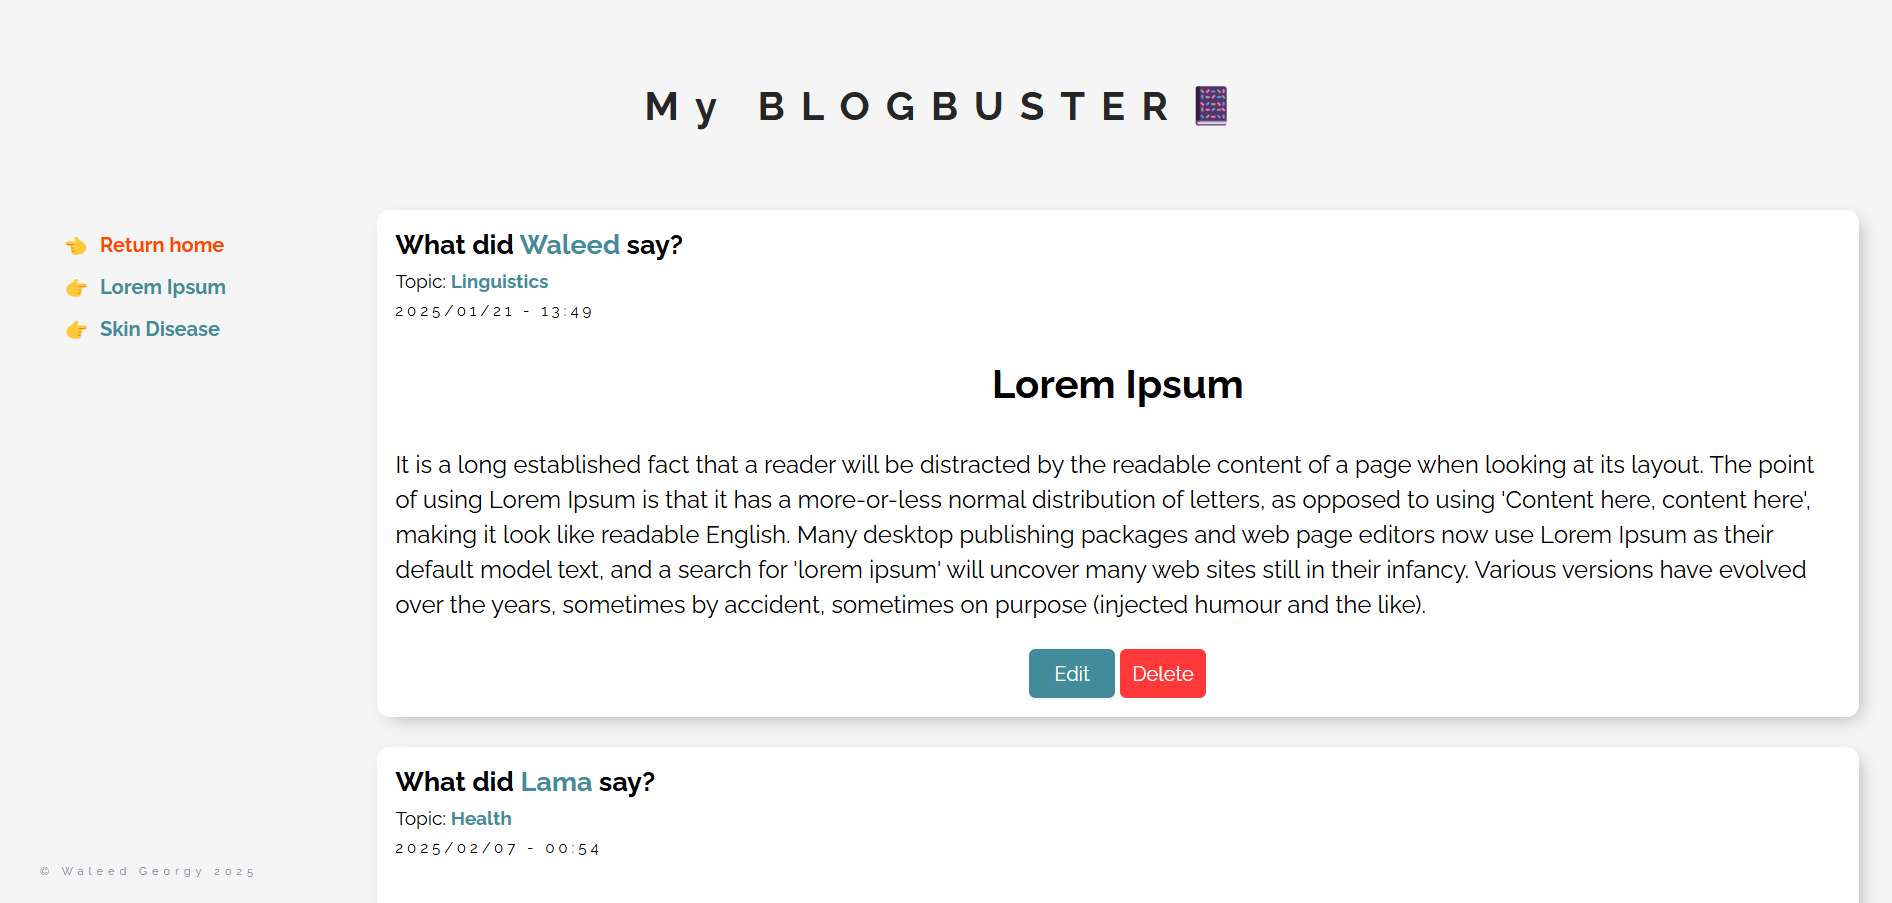 My BLOGBUSTER
Return home
Lorem Ipsum
Skin Disease
What did Waleed say?
Topic: Linguistics
2025/01/21 - 13:49
Lorem Ipsum
It is a long established fact that a reader will be distracted by the readable content of a page when looking at its layout. The point
of using Lorem Ipsum is that it has a more-or-less normal distribution of letters, as opposed to using 'Content here, content here',
making it look like readable English. Many desktop publishing packages and web page editors now use Lorem Ipsum as their
default model text, and a search for 'lorem ipsum' will uncover many web sites still in their infancy. Various versions have evolved
over the years, sometimes by accident, sometimes on purpose (injected humour and the like).
Edit Delete
What did Lama say?
Topic: Health
2025/02/07 - 00:54
© Waleed Georgy 2025